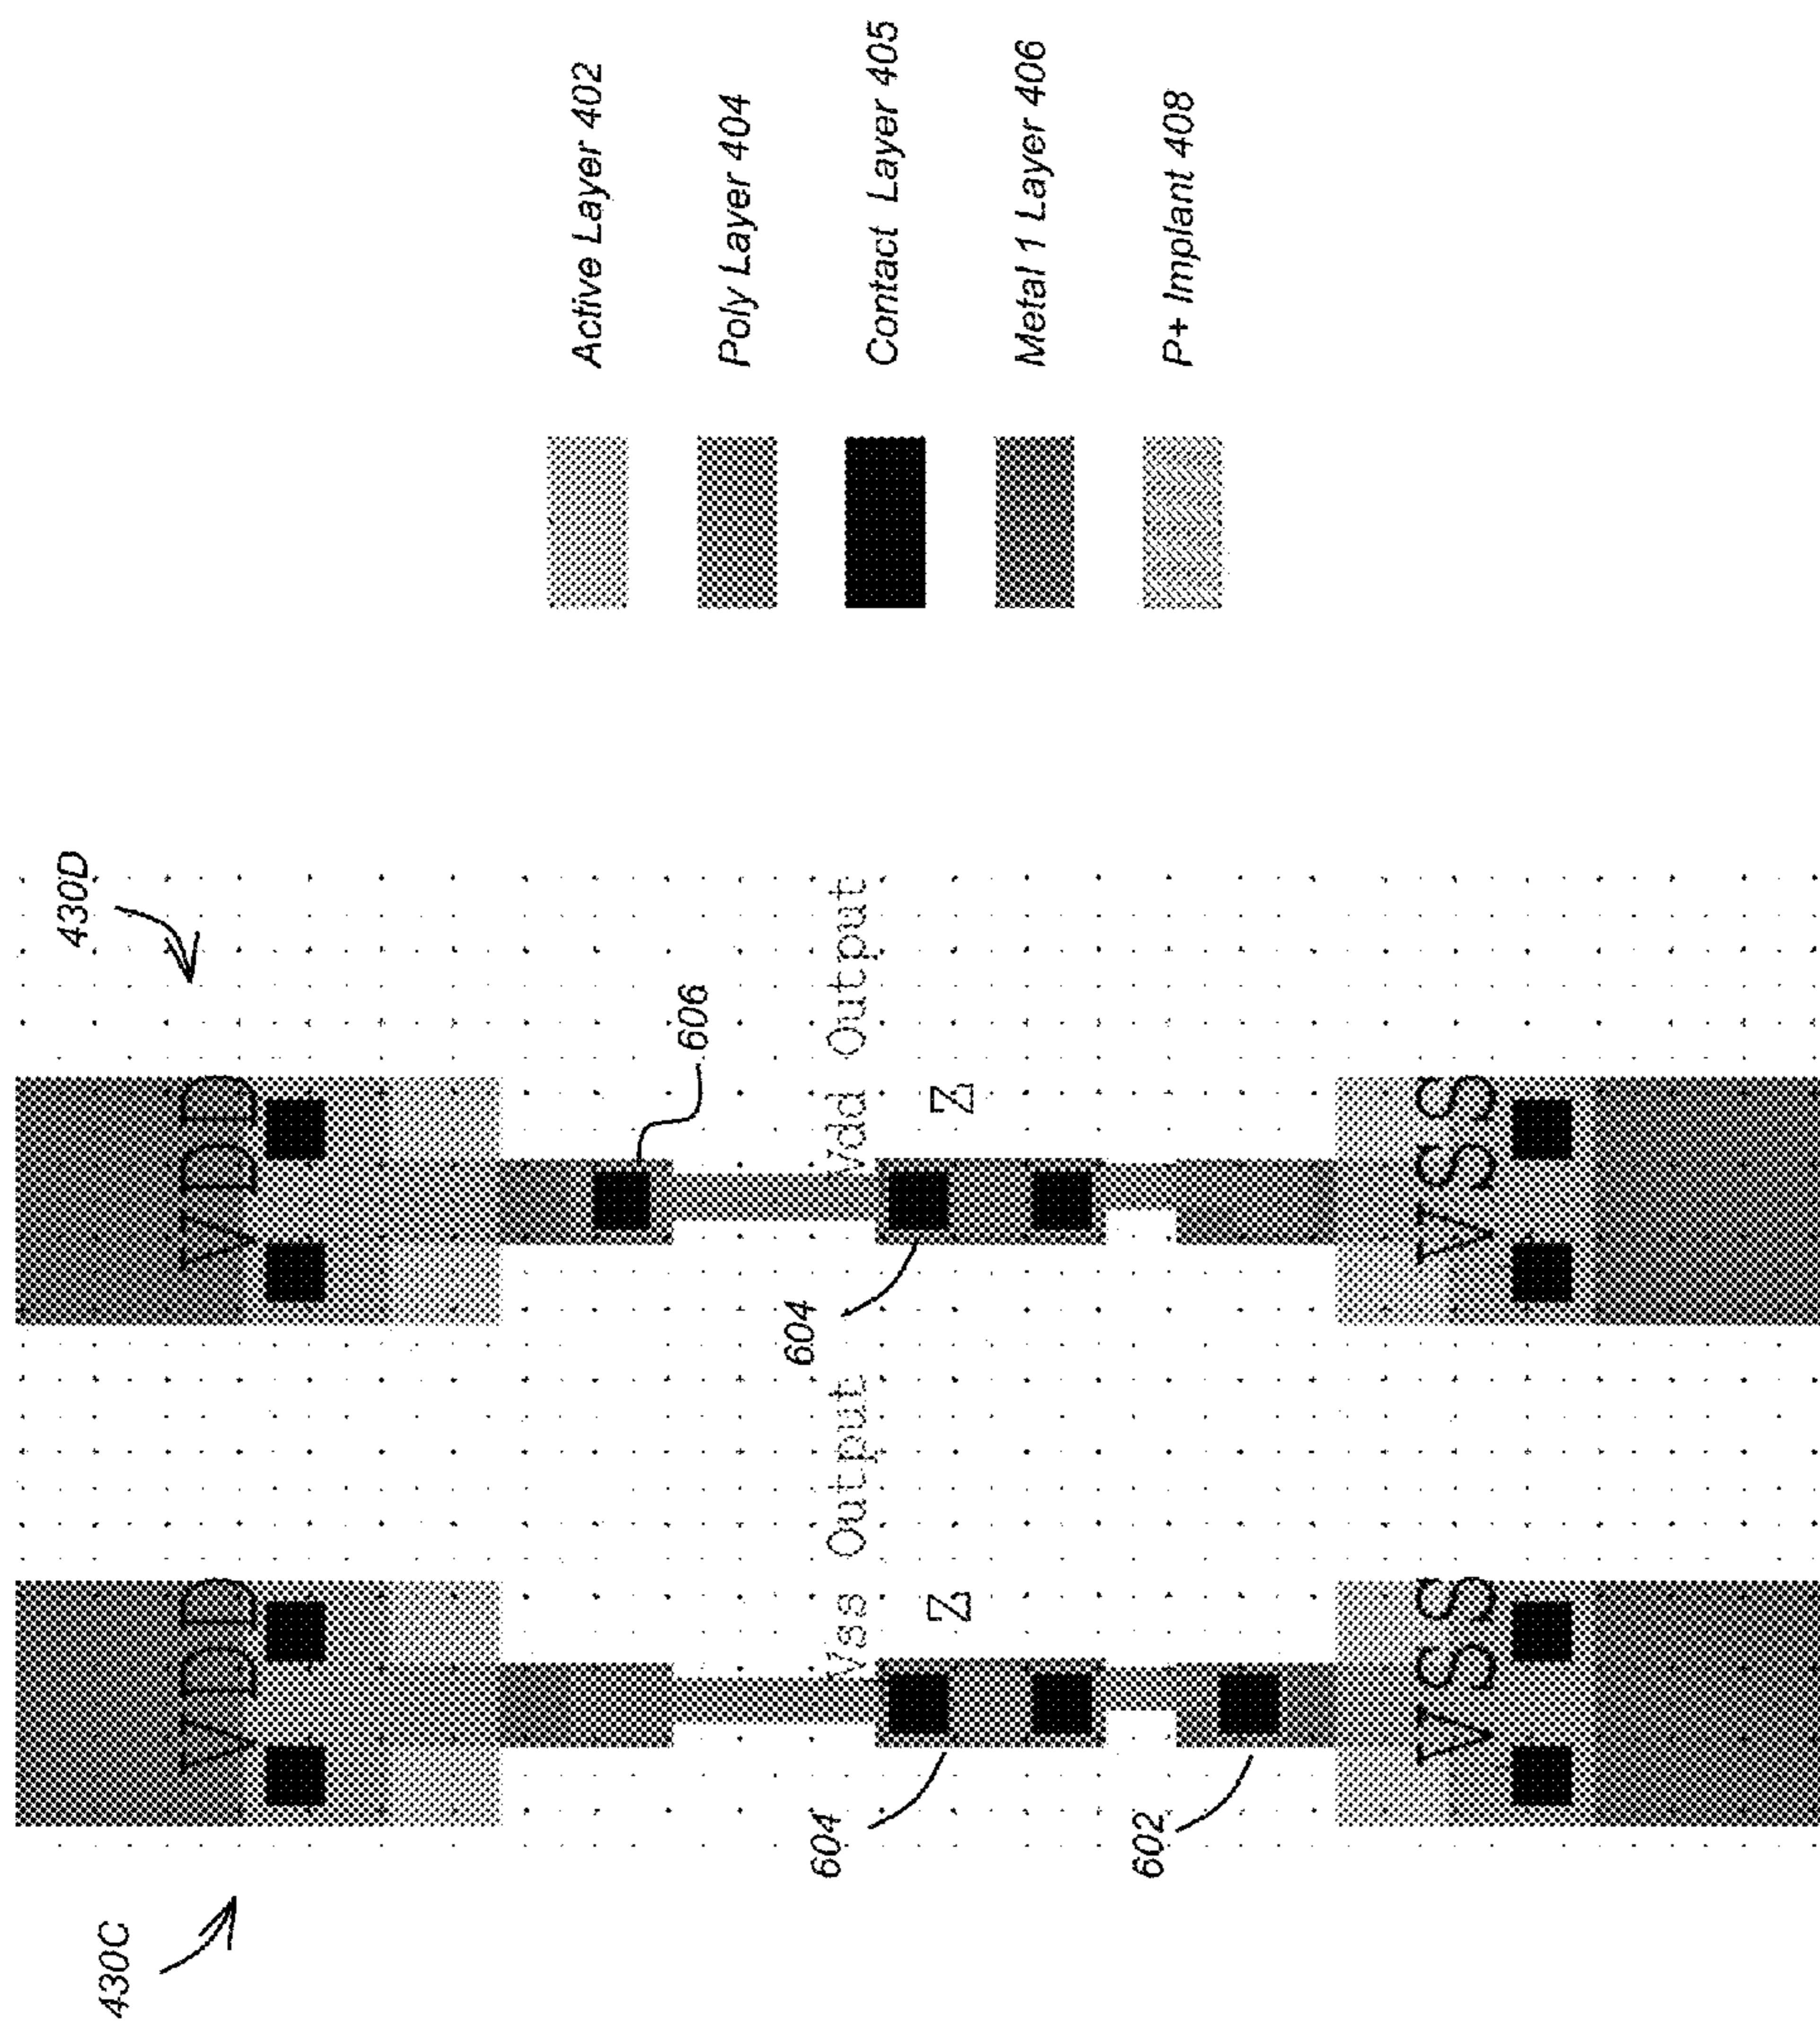 430C
430D
VDD VDD
606
604 604
Vss Output Vdd Output
Z Z
602
VSS VSS
Active Layer 402
Poly Layer 404
Contact Layer 405
Metal 1 Layer 406
P+ Implant 408